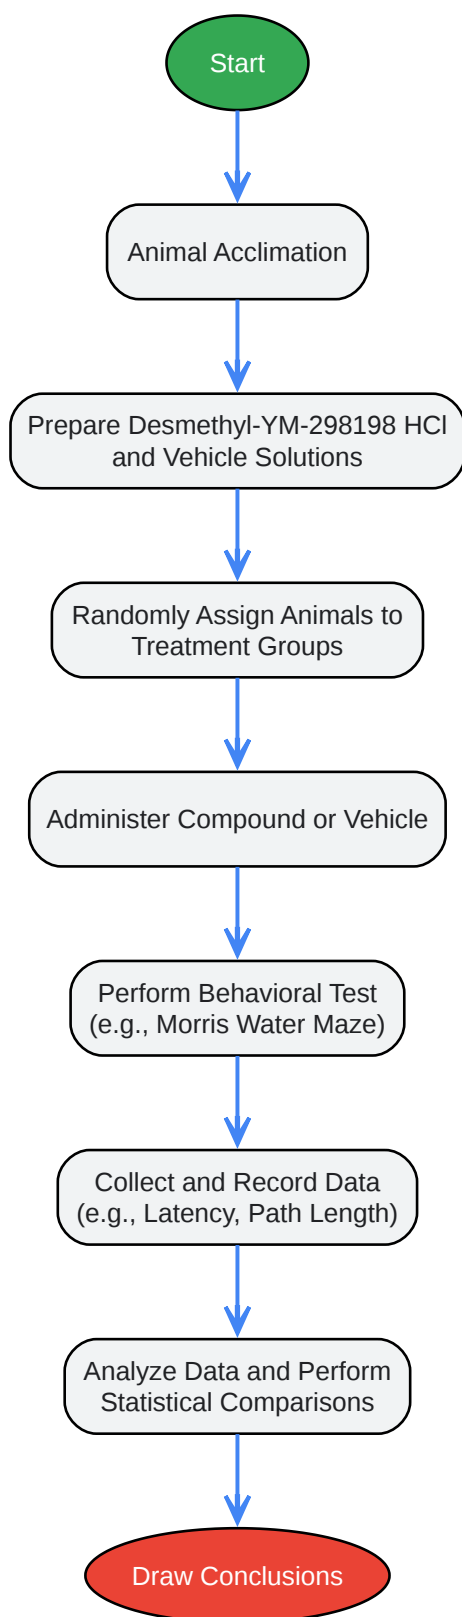 Start
Animal Acclimation
Prepare Desmethyl-YM-298198 HCl
and Vehicle Solutions
Randomly Assign Animals to
Treatment Groups
Administer Compound or Vehicle
Perform Behavioral Test
(e.g., Morris Water Maze)
Collect and Record Data
(e.g., Latency, Path Length)
Analyze Data and Perform
Statistical Comparisons
Draw Conclusions